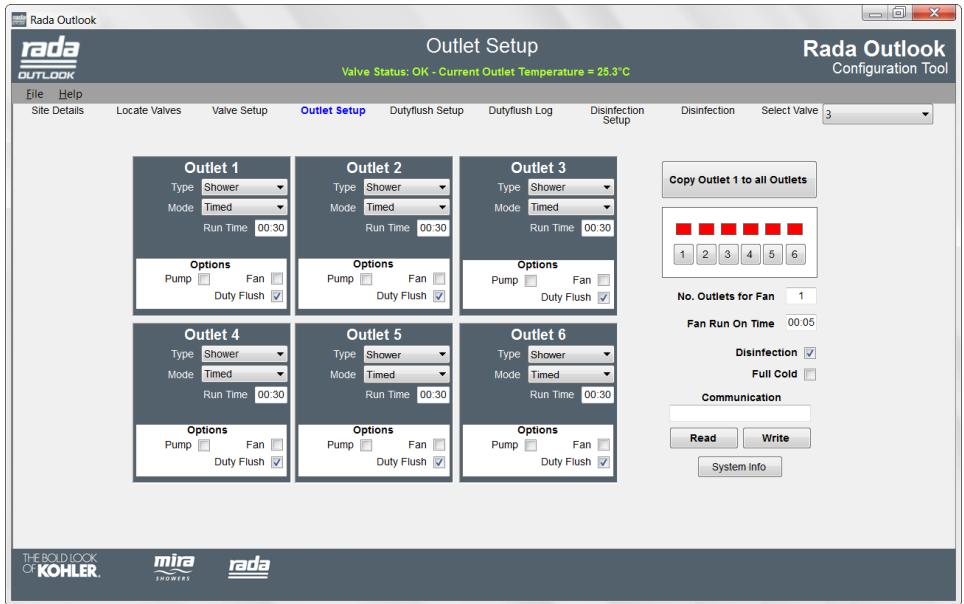 Rada Outlook
rada
OUTLOOK
Outlet Setup
Valve Status: OK - Current Outlet Temperature = 25.3°C
Rada Outlook
Configuration Tool
File Help
Site Details Locate Valves Valve Setup Outlet Setup Dutyflush Setup Dutyflush Log Disinfection Setup Disinfection Select Valve 3
Outlet 1
Type Shower
Mode Timed
Run Time 00:30
Options
Pump Fan
Duty Flush
Outlet 2
Type Shower
Mode Timed
Run Time 00:30
Options
Pump Fan
Duty Flush
Outlet 3
Type Shower
Mode Timed
Run Time 00:30
Options
Pump Fan
Duty Flush
Copy Outlet 1 to all Outlets
1 2 3 4 5 6
No. Outlets for Fan 1
Fan Run On Time 00:05
Disinfection
Full Cold
Communication
Read Write
System Info
Outlet 4
Type Shower
Mode Timed
Run Time 00:30
Options
Pump Fan
Duty Flush
Outlet 5
Type Shower
Mode Timed
Run Time 00:30
Options
Pump Fan
Duty Flush
Outlet 6
Type Shower
Mode Timed
Run Time 00:30
Options
Pump Fan
Duty Flush
THE BOLD LOOK
OF KOHLER.
mira
SHOWERS
rada